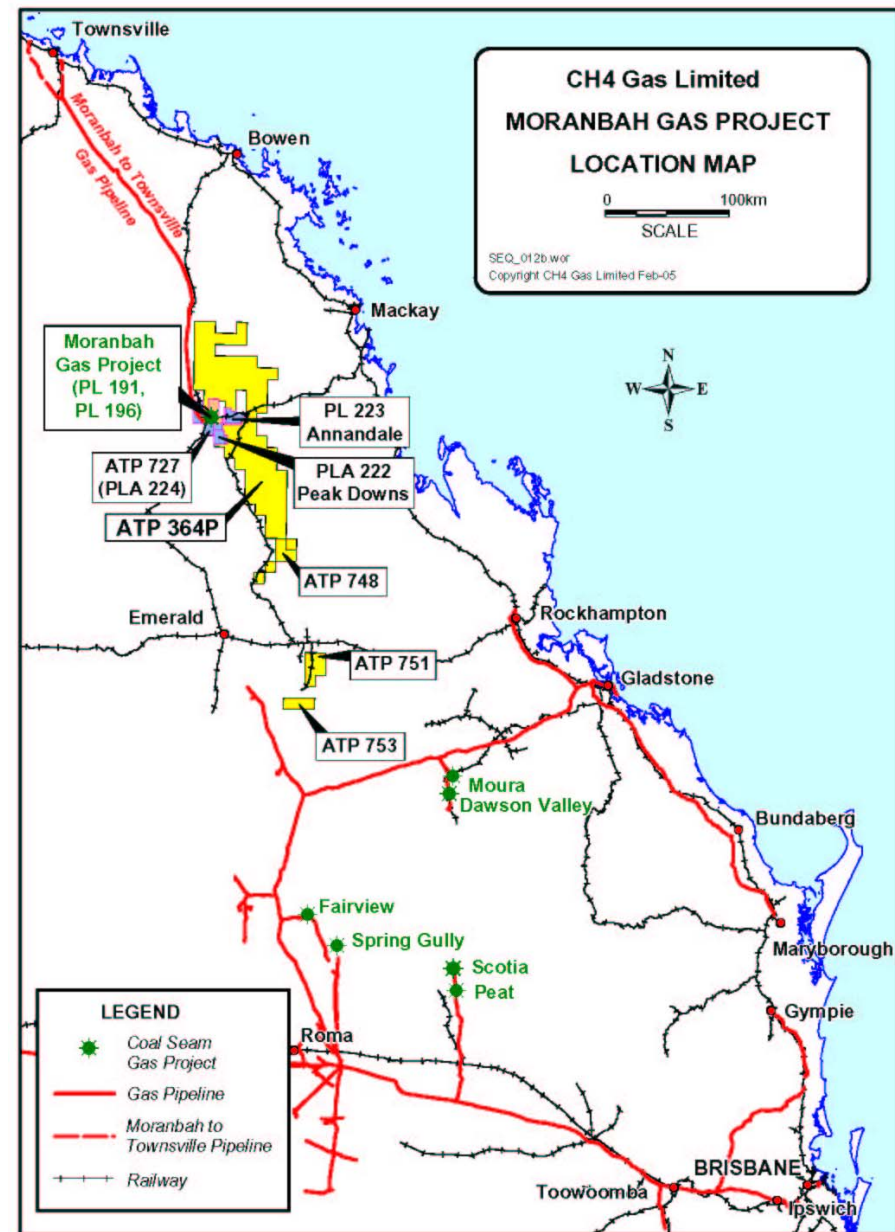 Townsville
CH4 Gas Limited
MORANBAH GAS PROJECT
LOCATION MAP
0 100km
SCALE
SEQ_012b.wor
Copyright CH4 Gas Limited Feb-05
Moranbah to Townsville
Gas Pipeline
Bowen
Mackay
N
W E
S
Moranbah
Gas Project
(PL 191,
PL 196)
PL 223
Annandale
ATP 727
(PLA 224)
PLA 222
Peak Downs
ATP 364P
ATP 748
Emerald
Rockhampton
ATP 751
Gladstone
ATP 753
Moura
Dawson Valley
Bundaberg
Fairview
Maryborough
Spring Gully
Scotia
Peat
Gympie
Roma
LEGEND
Coal Seam
Gas Project
Gas Pipeline
Moranbah to
Townsville Pipeline
Railway
Toowoomba
BRISBANE
Ipswich